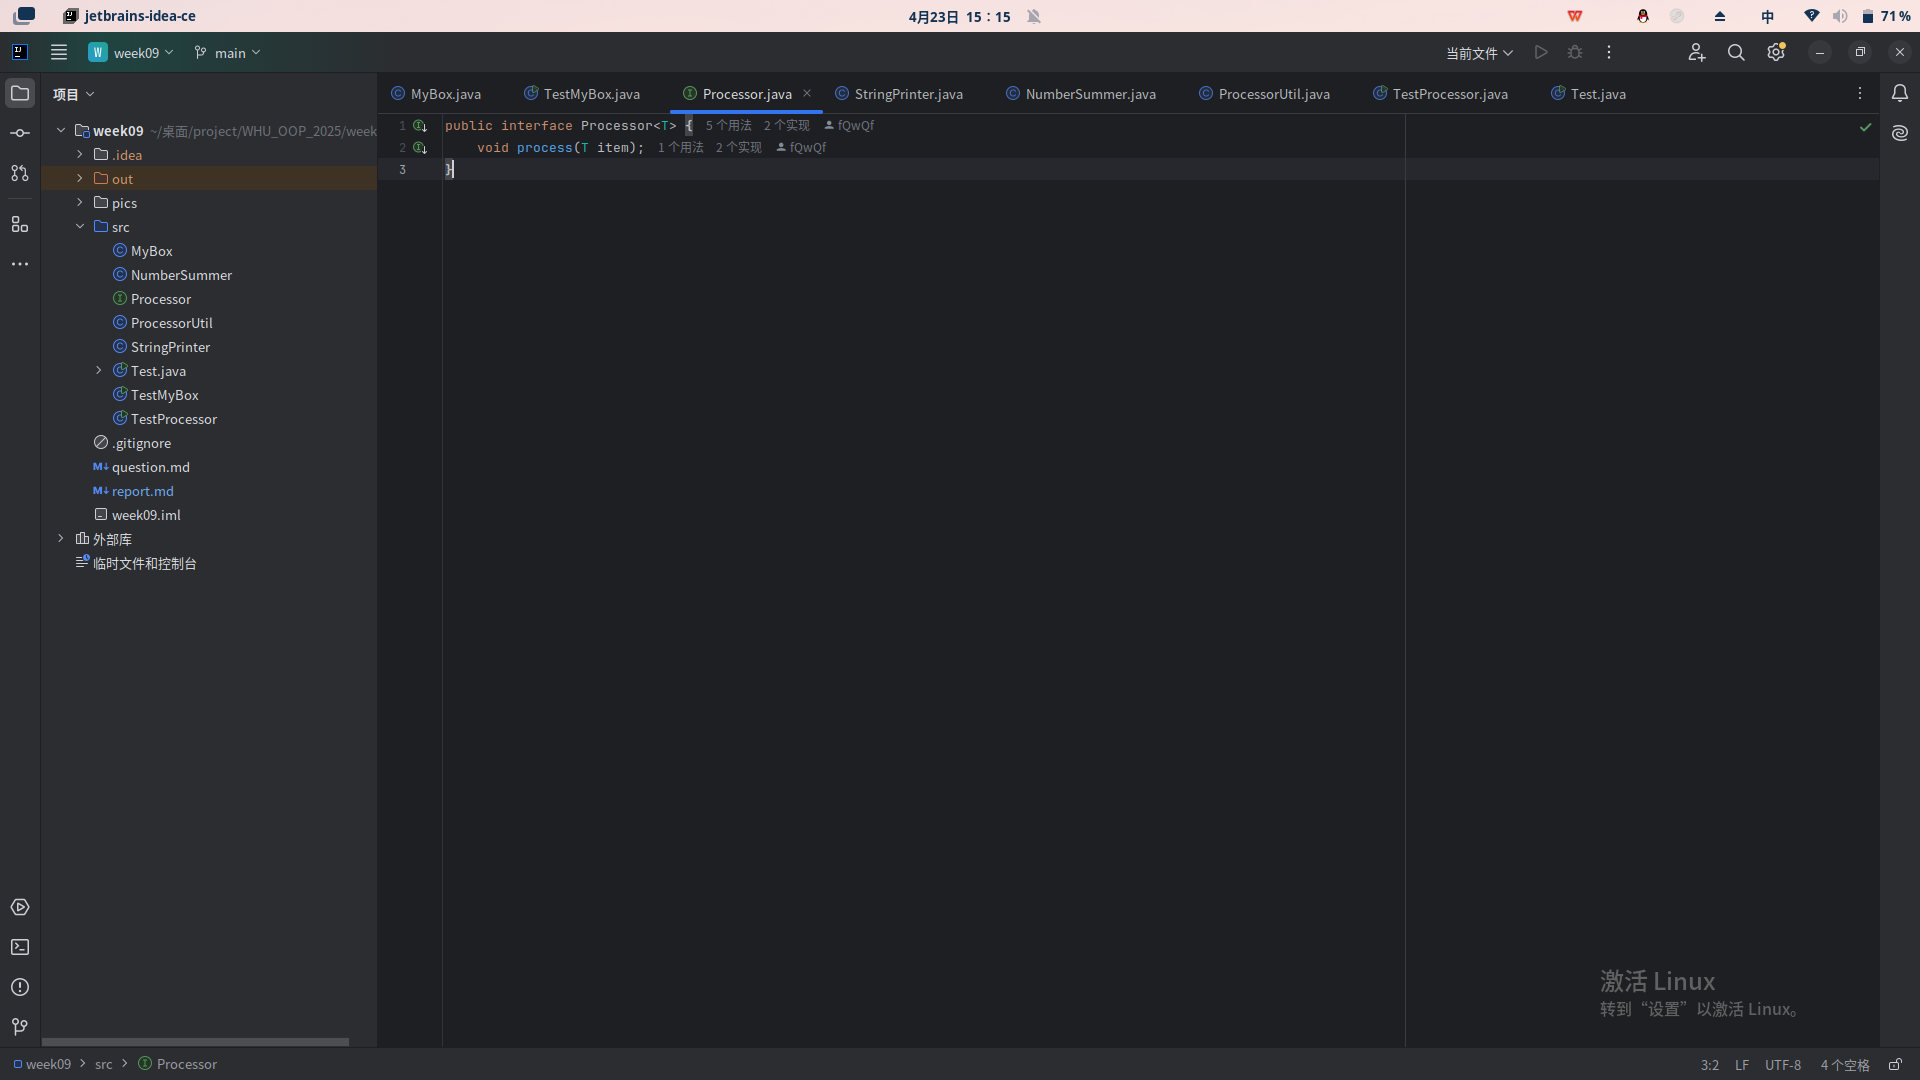 jetbrains-idea-ce
4月23日 15：15
中
71%
W
week09
main
当前文件
项目
MyBox.java
TestMyBox.java
Processor.java
StringPrinter.java
NumberSummer.java
ProcessorUtil.java
TestProcessor.java
Test.java
week09 ~/桌面/project/WHU_OOP_2025/week
.idea
out
pics
src
MyBox
NumberSummer
Processor
ProcessorUtil
StringPrinter
Test.java
TestMyBox
TestProcessor
.gitignore
question.md
report.md
week09.iml
外部库
临时文件和控制台
1 public interface Processor<T> { 5 个用法 2 个实现 fQwQf
2 void process(T item); 1 个用法 2 个实现 fQwQf
3 }
激活 Linux
转到“设置”以激活 Linux。
week09 > src > Processor
3:2 LF UTF-8 4 个空格